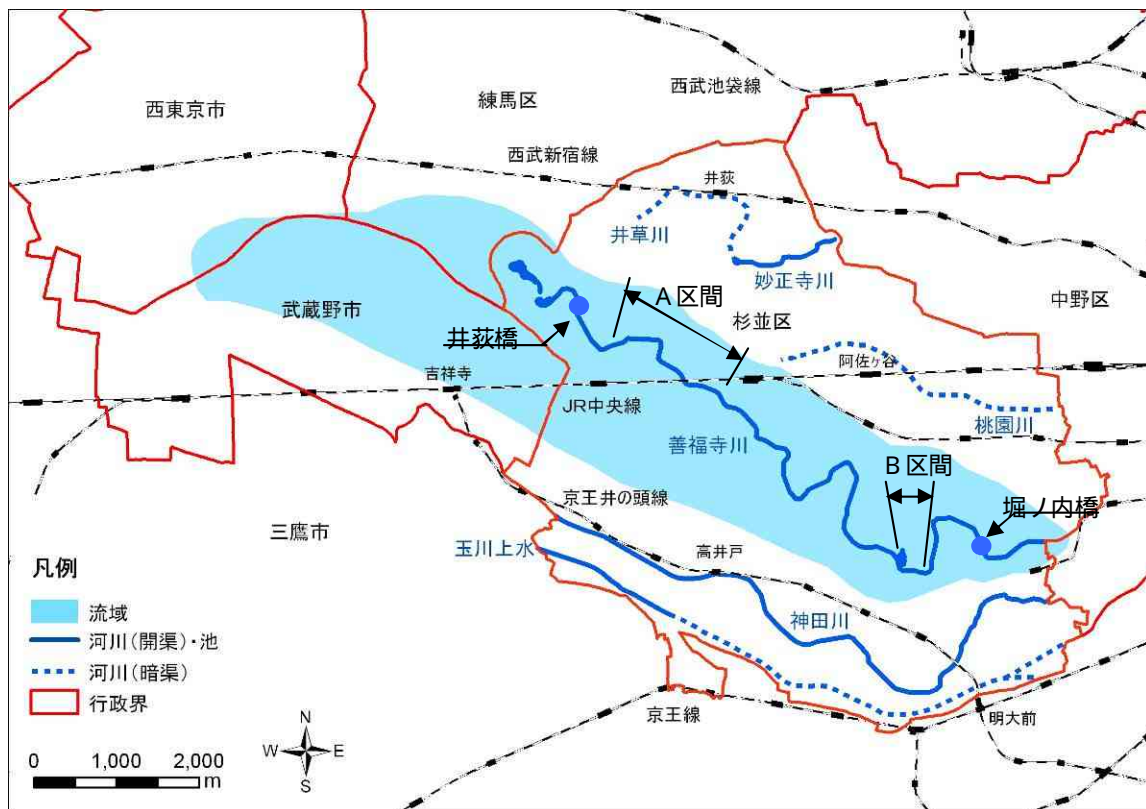 西東京市
練馬区
西武池袋線
西武新宿線
井荻
井草川
妙正寺川
A区間
杉並区
中野区
武蔵野市
井荻橋
吉祥寺
阿佐ヶ谷
JR中央線
桃園川
善福寺川
B区間
京王井の頭線
堀ノ内橋
三鷹市
玉川上水
高井戸
神田川
凡例
流域
河川(開渠)・池
河川(暗渠)
行政界
京王線
明大前
N
W E
S
0 1,000 2,000
m